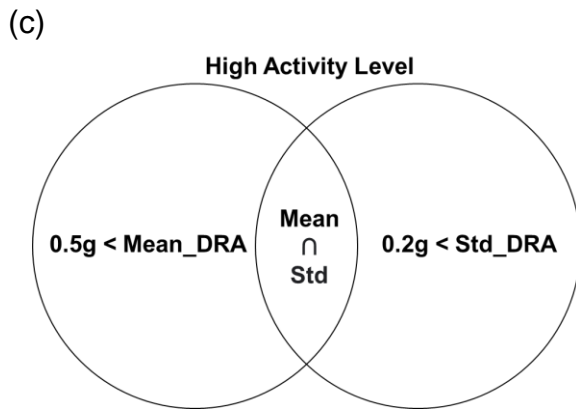 (c)
High Activity Level
0.5g < Mean_DRA
Mean
∩
Std
0.2g < Std_DRA